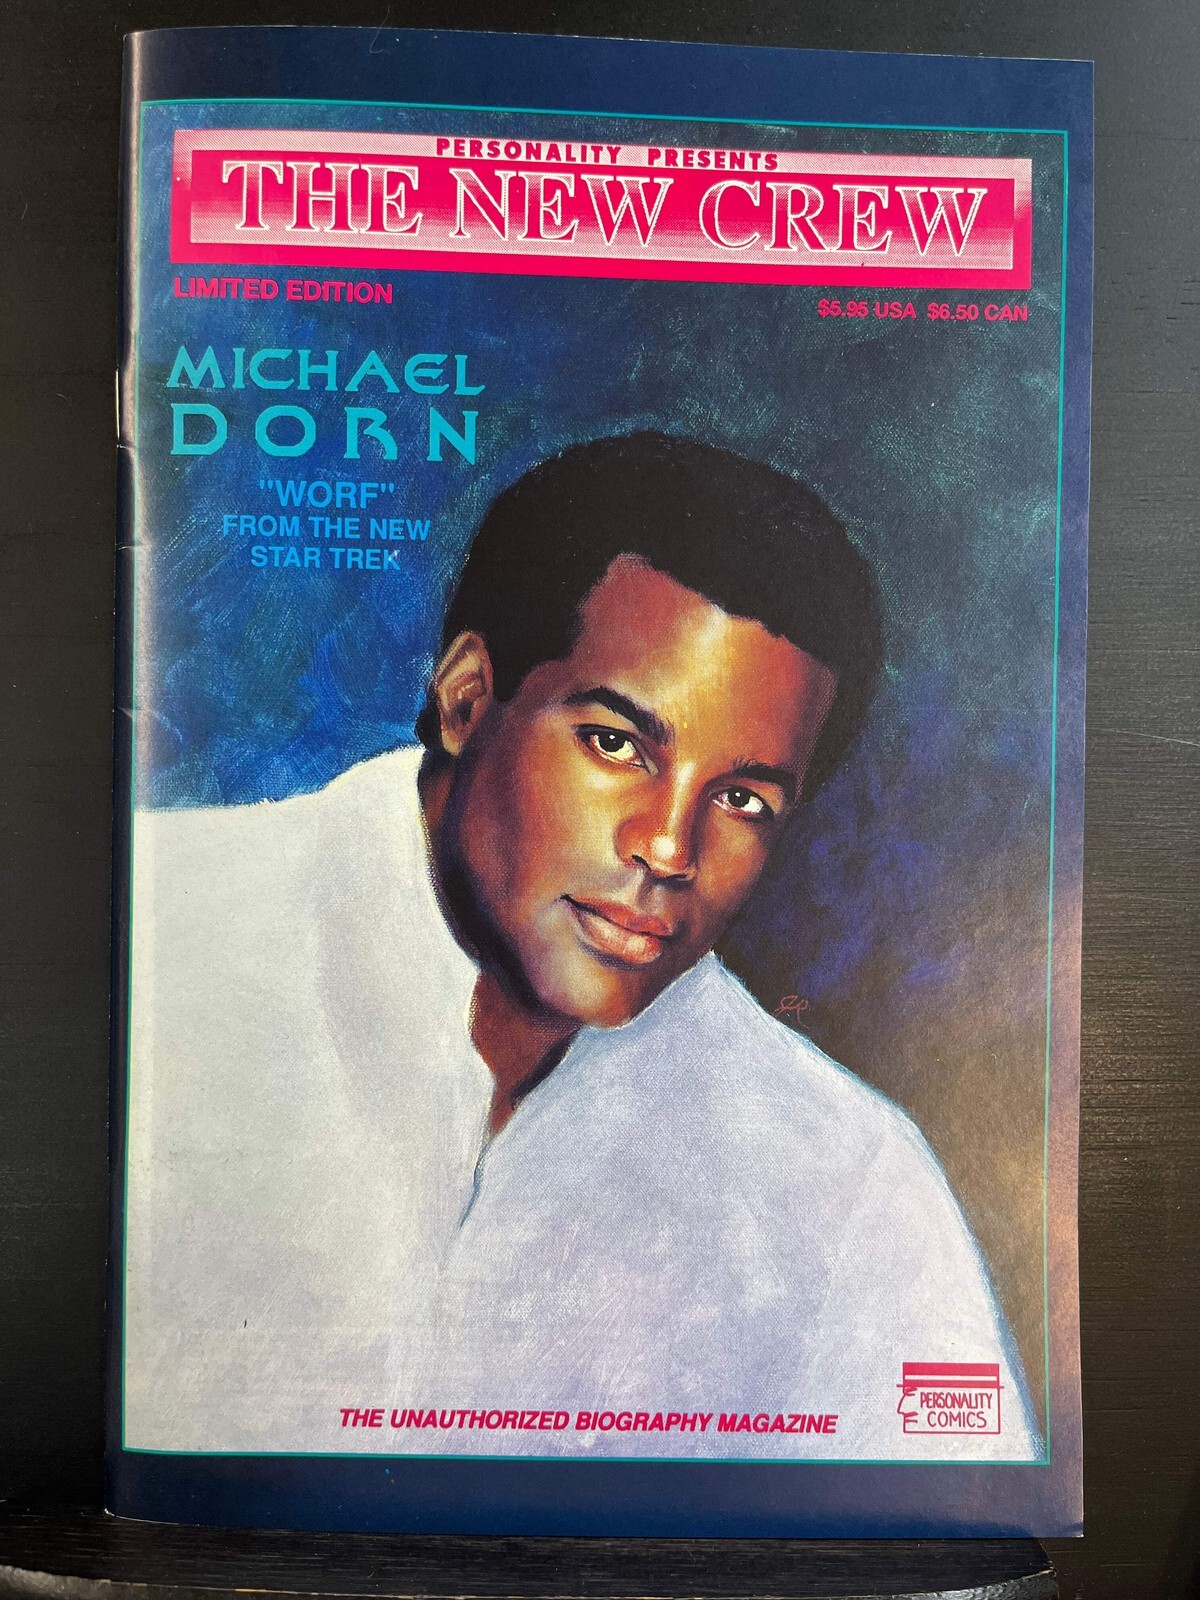 PERSONALITY PRESENTS
THE NEW CREW
LIMITED EDITION
$5.95 USA $6.50 CAN
MICHAEL
DORN
"WORF"
FROM THE NEW
STAR TREK
THE UNAUTHORIZED BIOGRAPHY MAGAZINE
PERSONALITY
COMICS